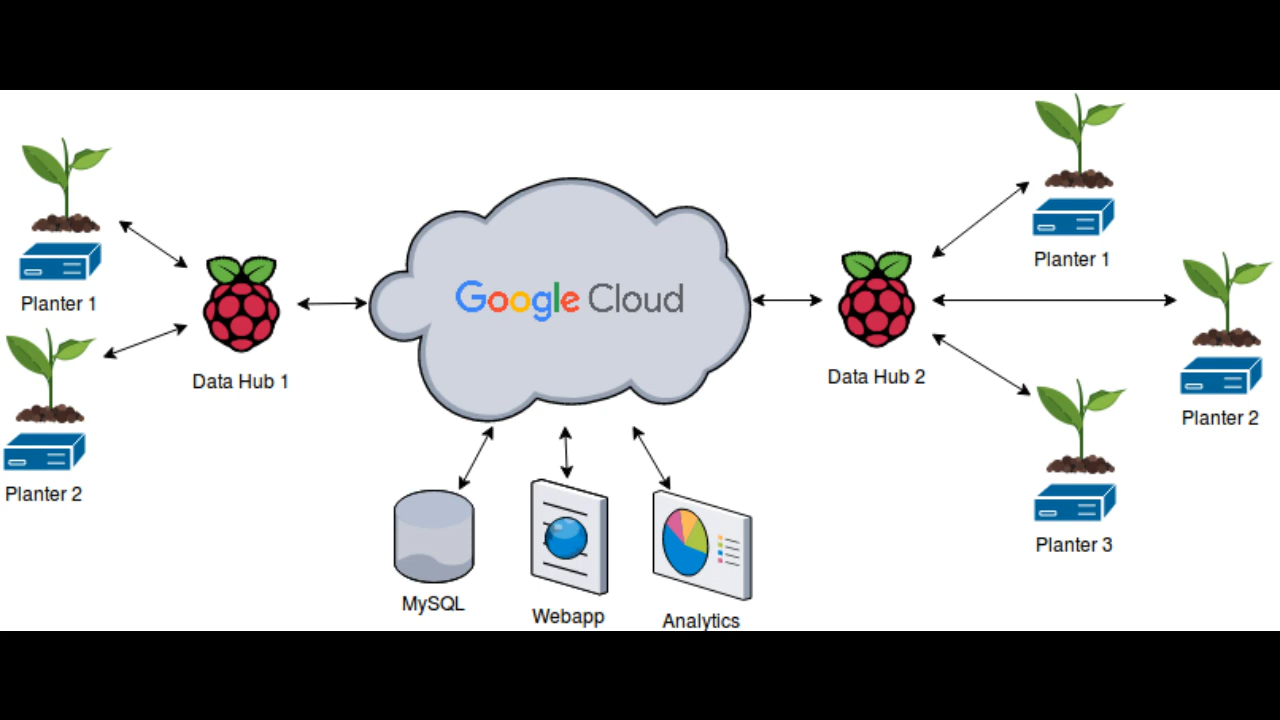 Planter 1
Planter 2
Data Hub 1
Google Cloud
MySQL
Webapp
Analytics
Data Hub 2
Planter 1
Planter 2
Planter 3